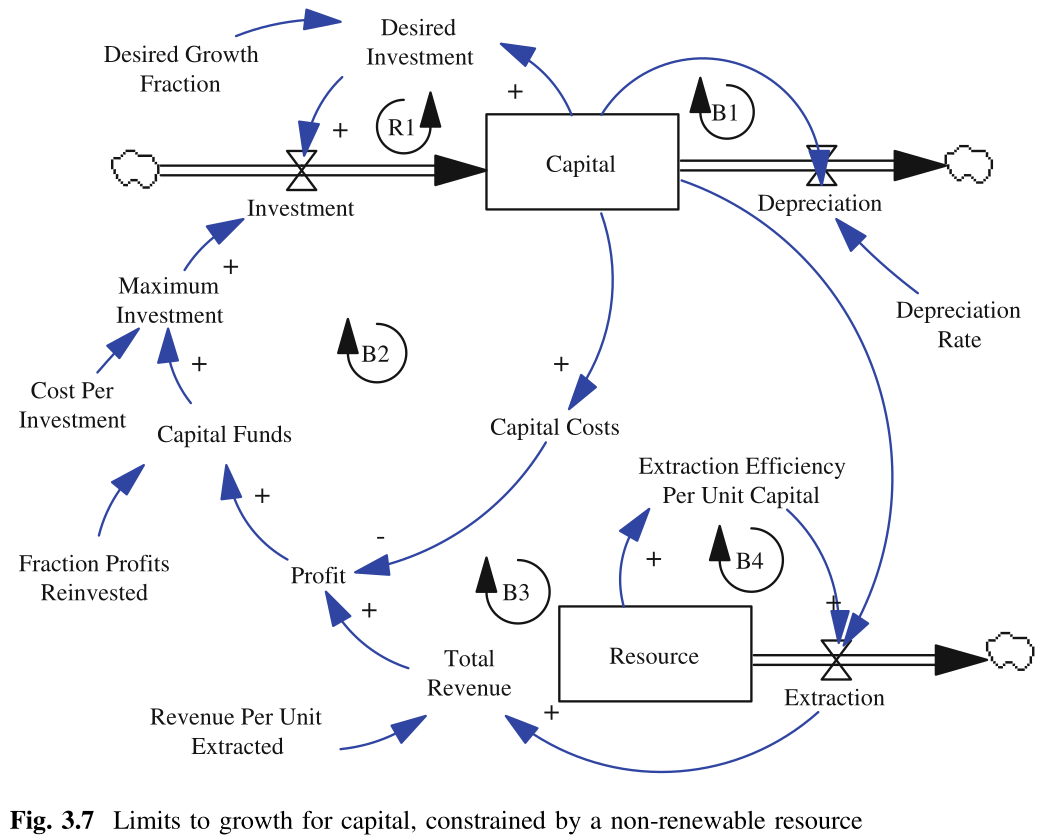 Desired
Investment
Desired Growth
Fraction
+
+
R1
B1
Capital
Investment
Depreciation
+
Maximum
Investment
Depreciation
Rate
B2
+
+
Cost Per
Investment
Capital Funds
Capital Costs
Extraction Efficiency
Per Unit Capital
+
-
Fraction Profits
Reinvested
Profit
+
B3
+
B4
+
Total
Revenue
Resource
Extraction
+
Revenue Per Unit
Extracted
Fig. 3.7 Limits to growth for capital, constrained by a non-renewable resource